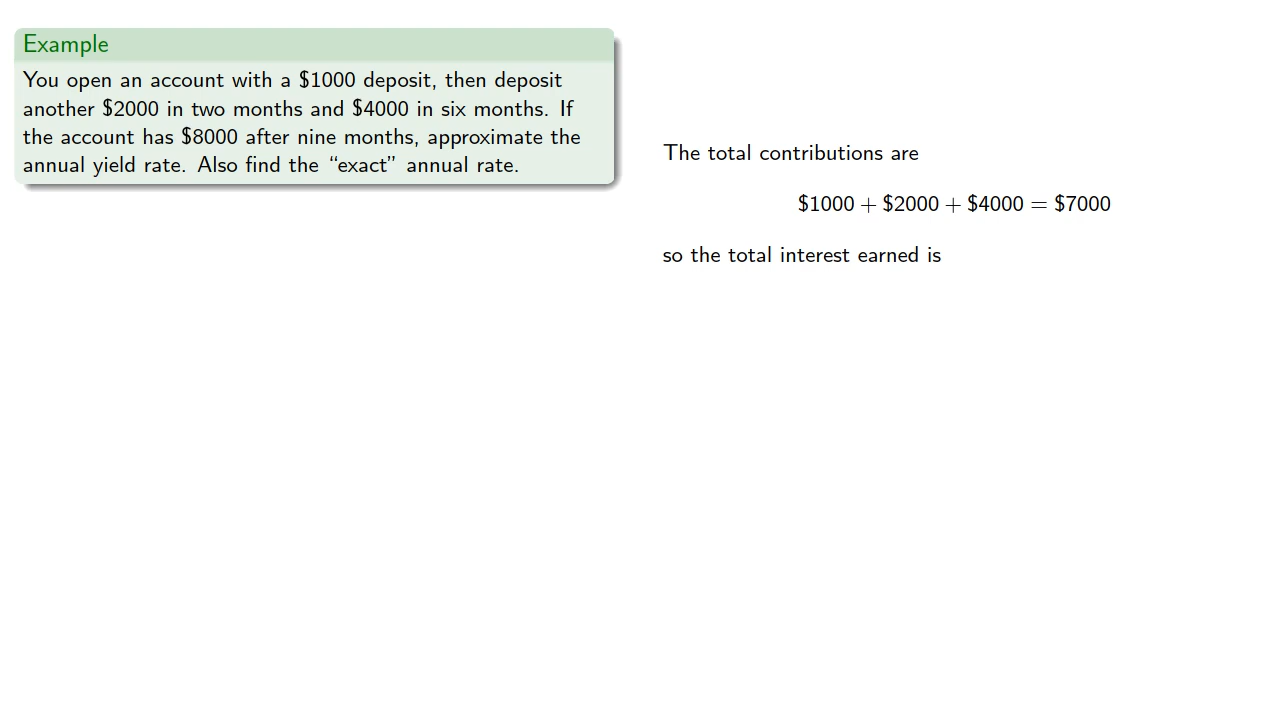 Example
You open an account with a $1000 deposit, then deposit
another $2000 in two months and $4000 in six months. If
the account has $8000 after nine months, approximate the
annual yield rate. Also find the “exact” annual rate.
The total contributions are
$1000 + $2000 + $4000 = $7000
so the total interest earned is